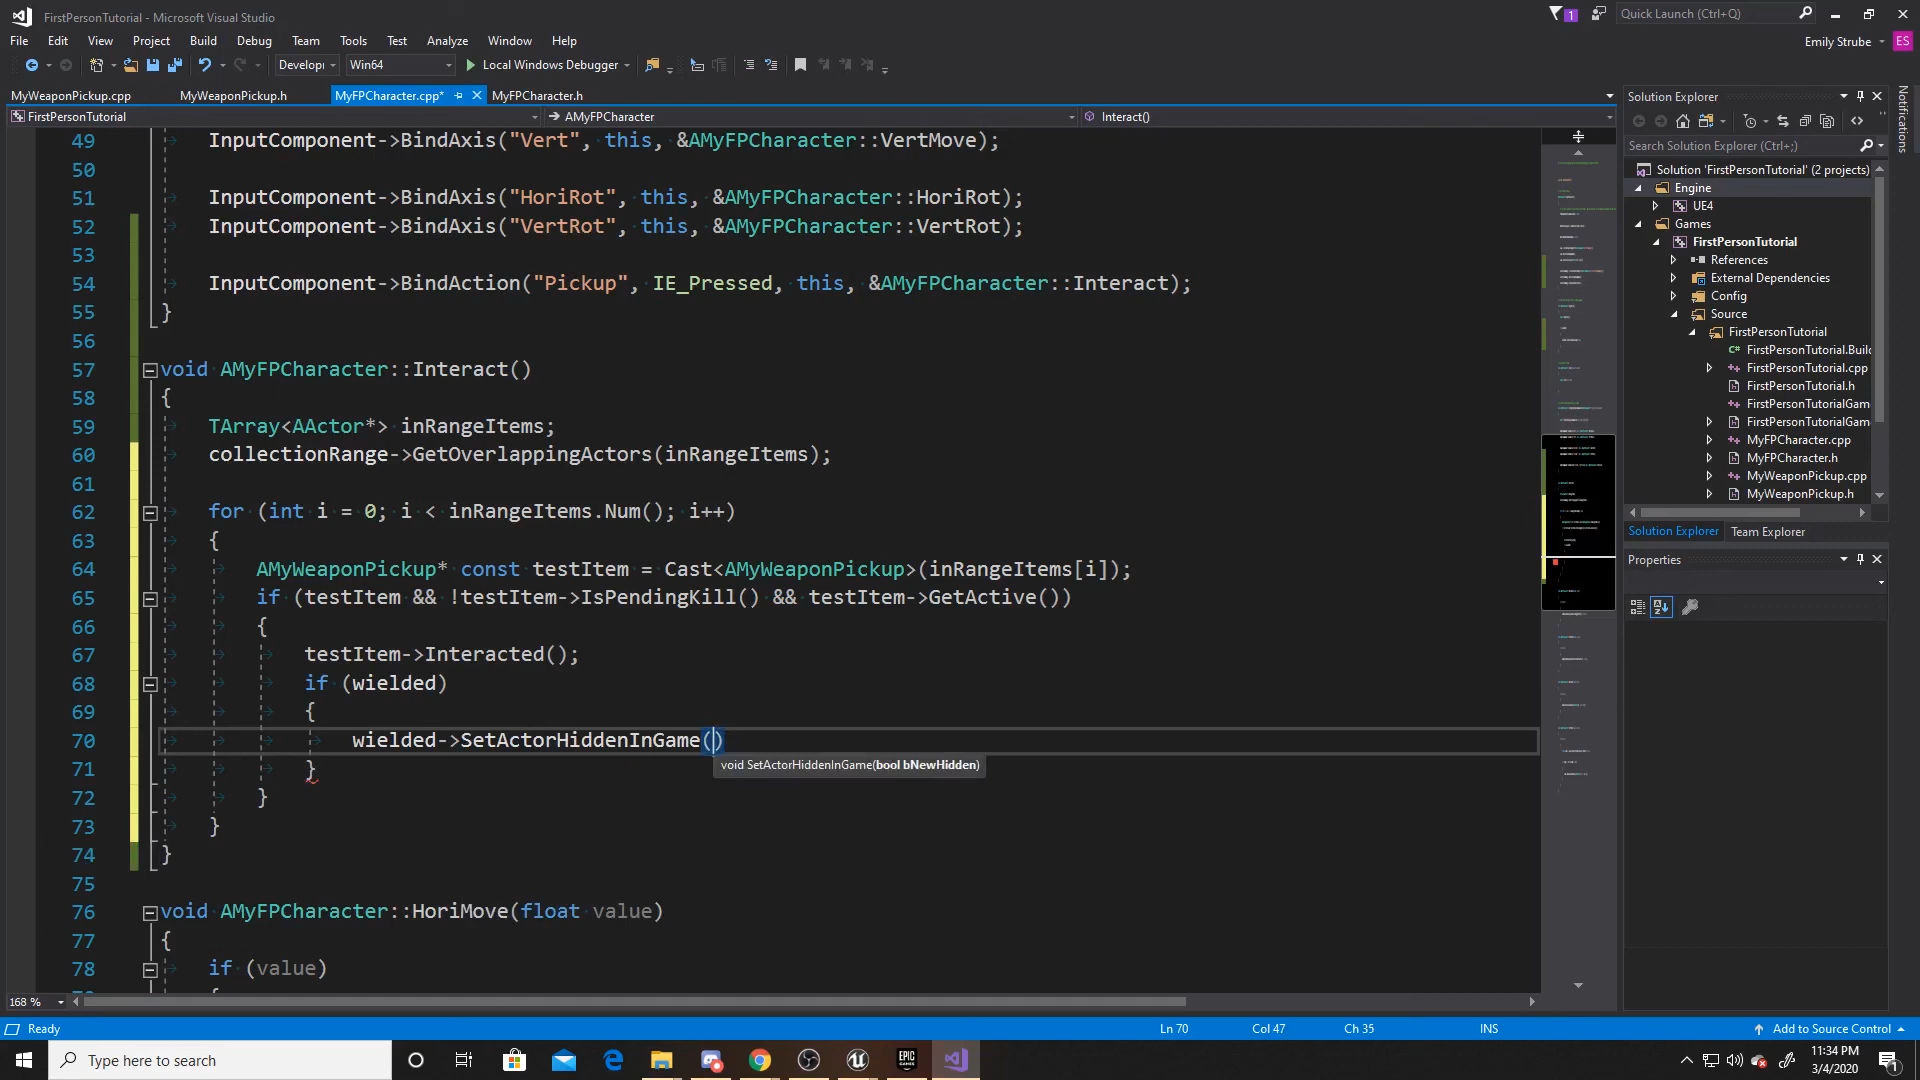 FirstPersonTutorial - Microsoft Visual Studio
1
Quick Launch (Ctrl+Q)
File Edit View Project Build Debug Team Tools Test Analyze Window Help
Emily Strube
ES
Develop
Win64
Local Windows Debugger
MyWeaponPickup.cpp
MyWeaponPickup.h
MyFPCharacter.cpp*
MyFPCharacter.h
FirstPersonTutorial
AMyFPCharacter
Interact()
49 InputComponent->BindAxis("Vert", this, &AMyFPCharacter::VertMove);
50
51 InputComponent->BindAxis("HoriRot", this, &AMyFPCharacter::HoriRot);
52 InputComponent->BindAxis("VertRot", this, &AMyFPCharacter::VertRot);
53
54 InputComponent->BindAction("Pickup", IE_Pressed, this, &AMyFPCharacter::Interact);
55 }
56
57 void AMyFPCharacter::Interact()
58 {
59 TArray<AActor*> inRangeItems;
60 collectionRange->GetOverlappingActors(inRangeItems);
61
62 for (int i = 0; i < inRangeItems.Num(); i++)
63 {
64 AMyWeaponPickup* const testItem = Cast<AMyWeaponPickup>(inRangeItems[i]);
65 if (testItem && !testItem->IsPendingKill() && testItem->GetActive())
66 {
67 testItem->Interacted();
68 if (wielded)
69 {
70 wielded->SetActorHiddenInGame()
void SetActorHiddenInGame(bool bNewHidden)
71 }
72 }
73 }
74 }
75
76 void AMyFPCharacter::HoriMove(float value)
77 {
78 if (value)
168 %
Solution Explorer
Search Solution Explorer (Ctrl+;)
Solution 'FirstPersonTutorial' (2 projects)
Engine
UE4
Games
FirstPersonTutorial
References
External Dependencies
Config
Source
FirstPersonTutorial
FirstPersonTutorial.Build
FirstPersonTutorial.cpp
FirstPersonTutorial.h
FirstPersonTutorialGam
FirstPersonTutorialGam
MyFPCharacter.cpp
MyFPCharacter.h
MyWeaponPickup.cpp
MyWeaponPickup.h
Solution Explorer
Team Explorer
Properties
Notifications
Ready
Ln 70
Col 47
Ch 35
INS
Add to Source Control
Type here to search
EPIC
GAMES
11:34 PM
3/4/2020
1